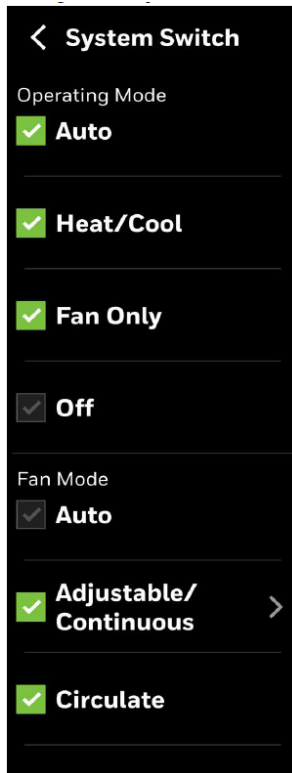 System Switch
Operating Mode
Auto
Heat/Cool
Fan Only
Off
Fan Mode
Auto
Adjustable/
Continuous
Circulate